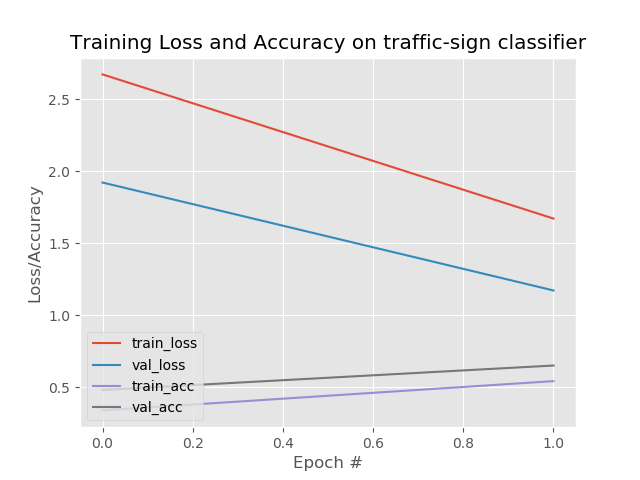 Training Loss and Accuracy on traffic-sign classifier
2.5
2.0
1.5
1.0
0.5
Loss/Accuracy
train_loss
val_loss
train_acc
val_acc
0.0 0.2 0.4 0.6 0.8 1.0
Epoch #